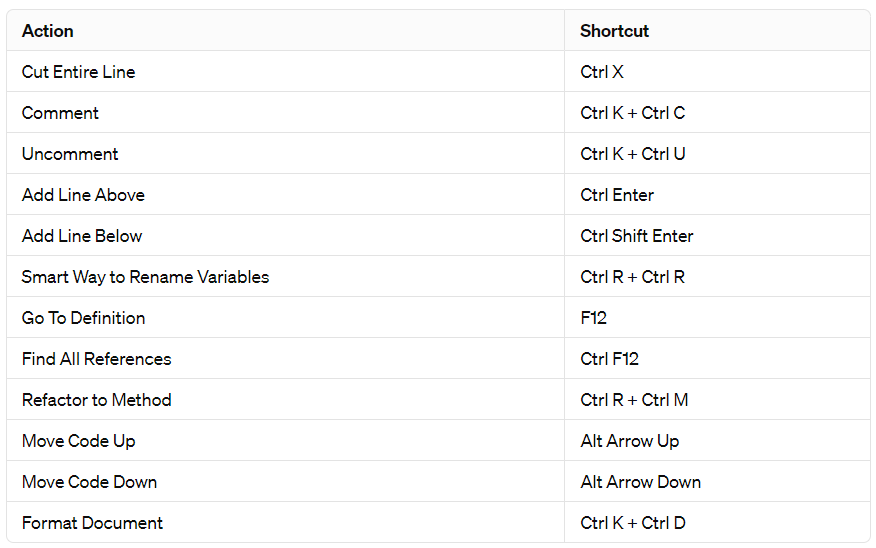 Action Shortcut
Cut Entire Line Ctrl X
Comment Ctrl K + Ctrl C
Uncomment Ctrl K + Ctrl U
Add Line Above Ctrl Enter
Add Line Below Ctrl Shift Enter
Smart Way to Rename Variables Ctrl R + Ctrl R
Go To Definition F12
Find All References Ctrl F12
Refactor to Method Ctrl R + Ctrl M
Move Code Up Alt Arrow Up
Move Code Down Alt Arrow Down
Format Document Ctrl K + Ctrl D